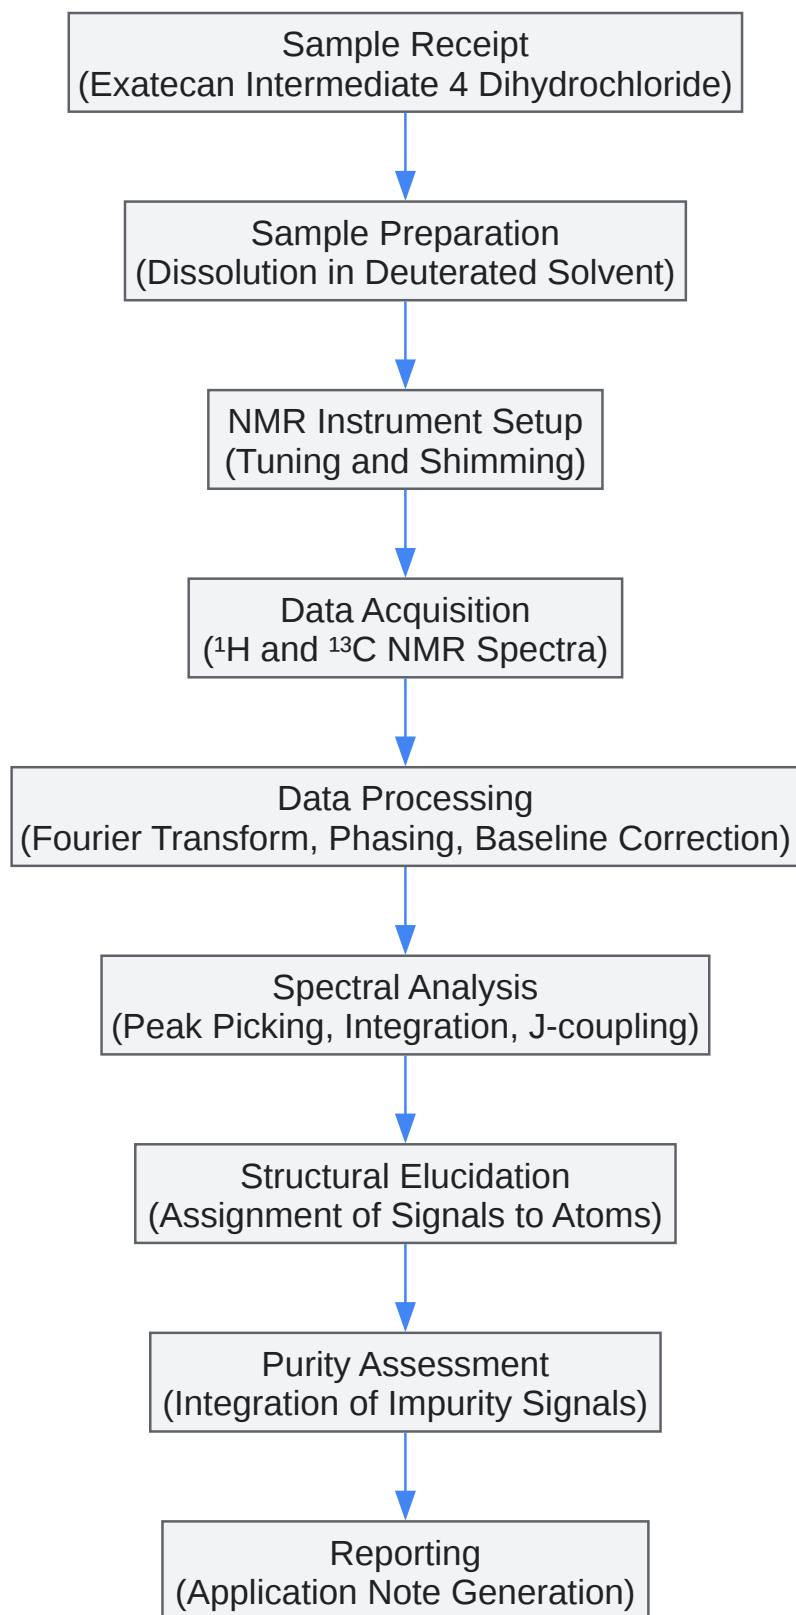 Sample Receipt
(Exatecan Intermediate 4 Dihydrochloride)
Sample Preparation
(Dissolution in Deuterated Solvent)
NMR Instrument Setup
(Tuning and Shimming)
Data Acquisition
(¹H and ¹³C NMR Spectra)
Data Processing
(Fourier Transform, Phasing, Baseline Correction)
Spectral Analysis
(Peak Picking, Integration, J-coupling)
Structural Elucidation
(Assignment of Signals to Atoms)
Purity Assessment
(Integration of Impurity Signals)
Reporting
(Application Note Generation)